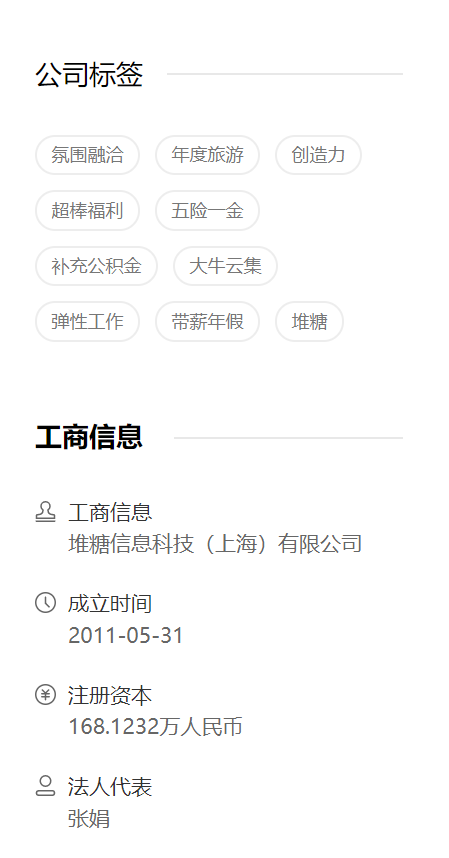 公司标签
氛围融洽 年度旅游 创造力
超棒福利 五险一金
补充公积金 大牛云集
弹性工作 带薪年假 堆糖
工商信息
工商信息
堆糖信息科技（上海）有限公司
成立时间
2011-05-31
注册资本
168.1232万人民币
法人代表
张娟